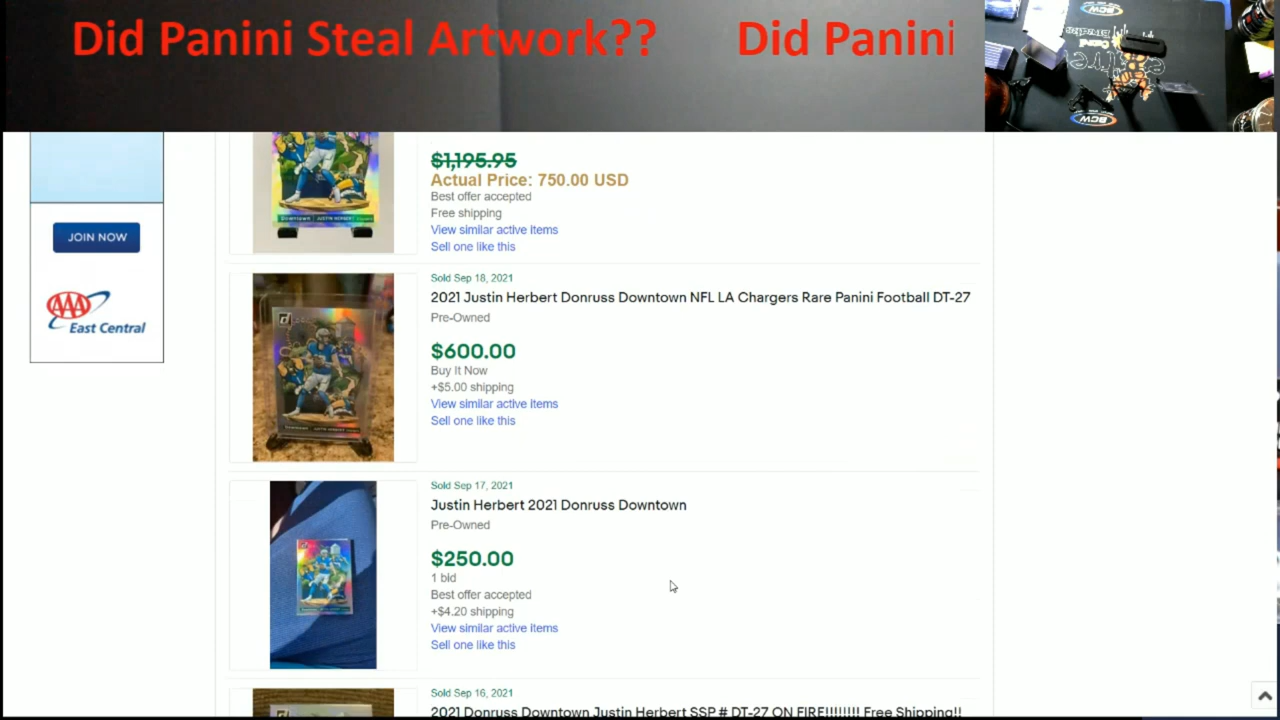 Did Panini Steal Artwork?? Did Panini
BCW
BCW
$1,195.95
Actual Price: 750.00 USD
Best offer accepted
Free shipping
View similar active items
Sell one like this
JOIN NOW
AAA
East Central
Sold Sep 18, 2021
2021 Justin Herbert Donruss Downtown NFL LA Chargers Rare Panini Football DT-27
Pre-Owned
$600.00
Buy It Now
+$5.00 shipping
View similar active items
Sell one like this
Sold Sep 17, 2021
Justin Herbert 2021 Donruss Downtown
Pre-Owned
$250.00
1 bid
Best offer accepted
+$4.20 shipping
View similar active items
Sell one like this
Sold Sep 16, 2021
2021 Donruss Downtown Justin Herbert SSP # DT-27 ON FIRE!!!!!!!! Free Shipping!!